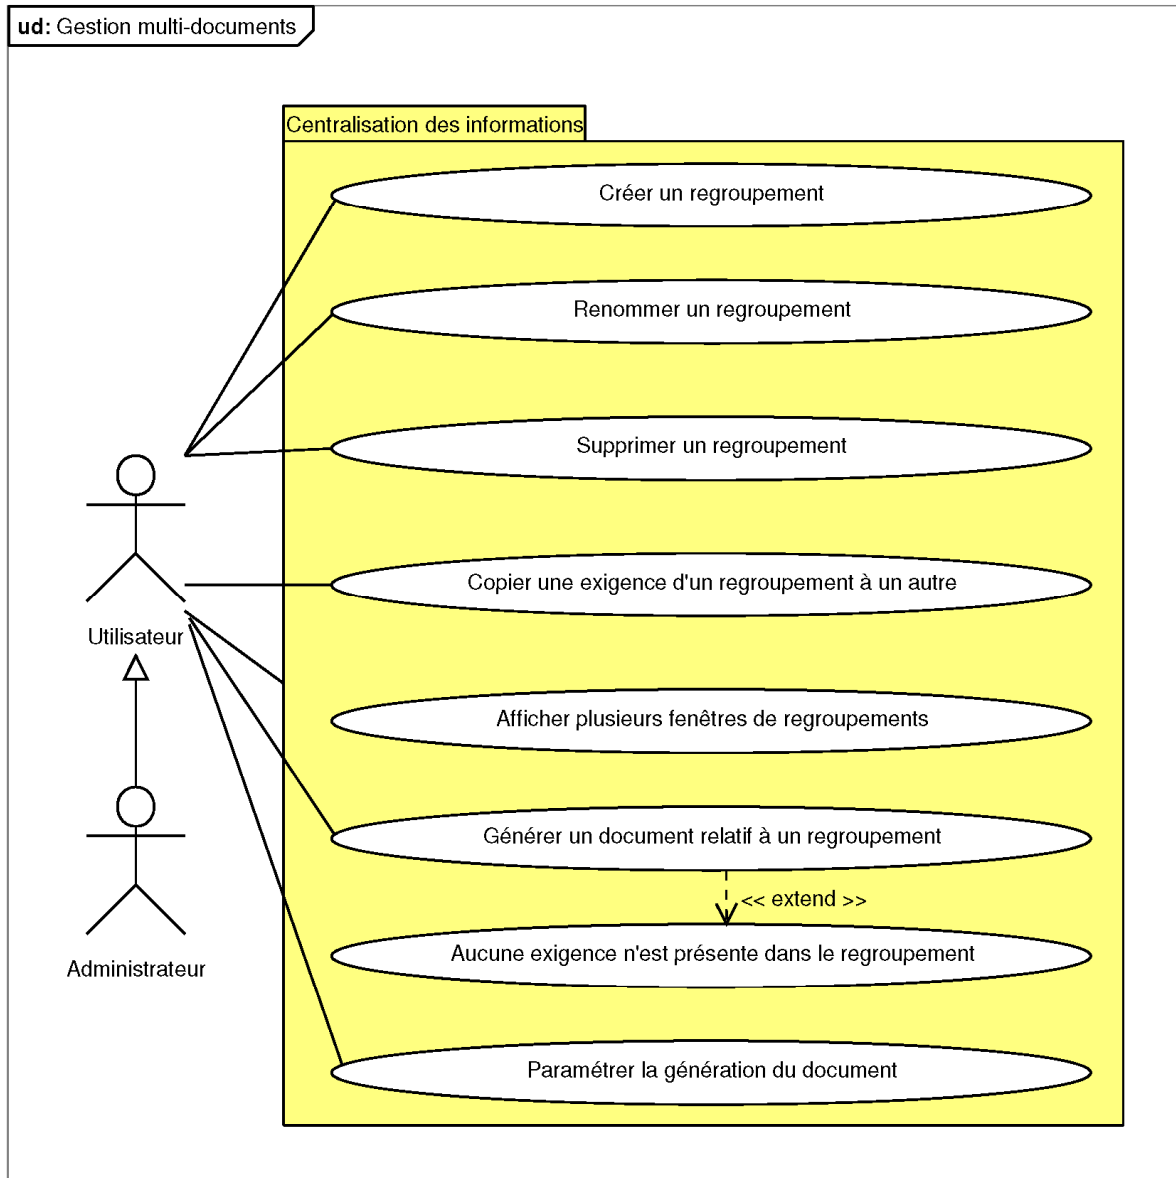 ud: Gestion multi-documents
Centralisation des informations
Créer un regroupement
Renommer un regroupement
Supprimer un regroupement
Copier une exigence d'un regroupement à un autre
Utilisateur
Afficher plusieurs fenêtres de regroupements
Générer un document relatif à un regroupement
<< extend >>
Aucune exigence n'est présente dans le regroupement
Administrateur
Paramétrer la génération du document